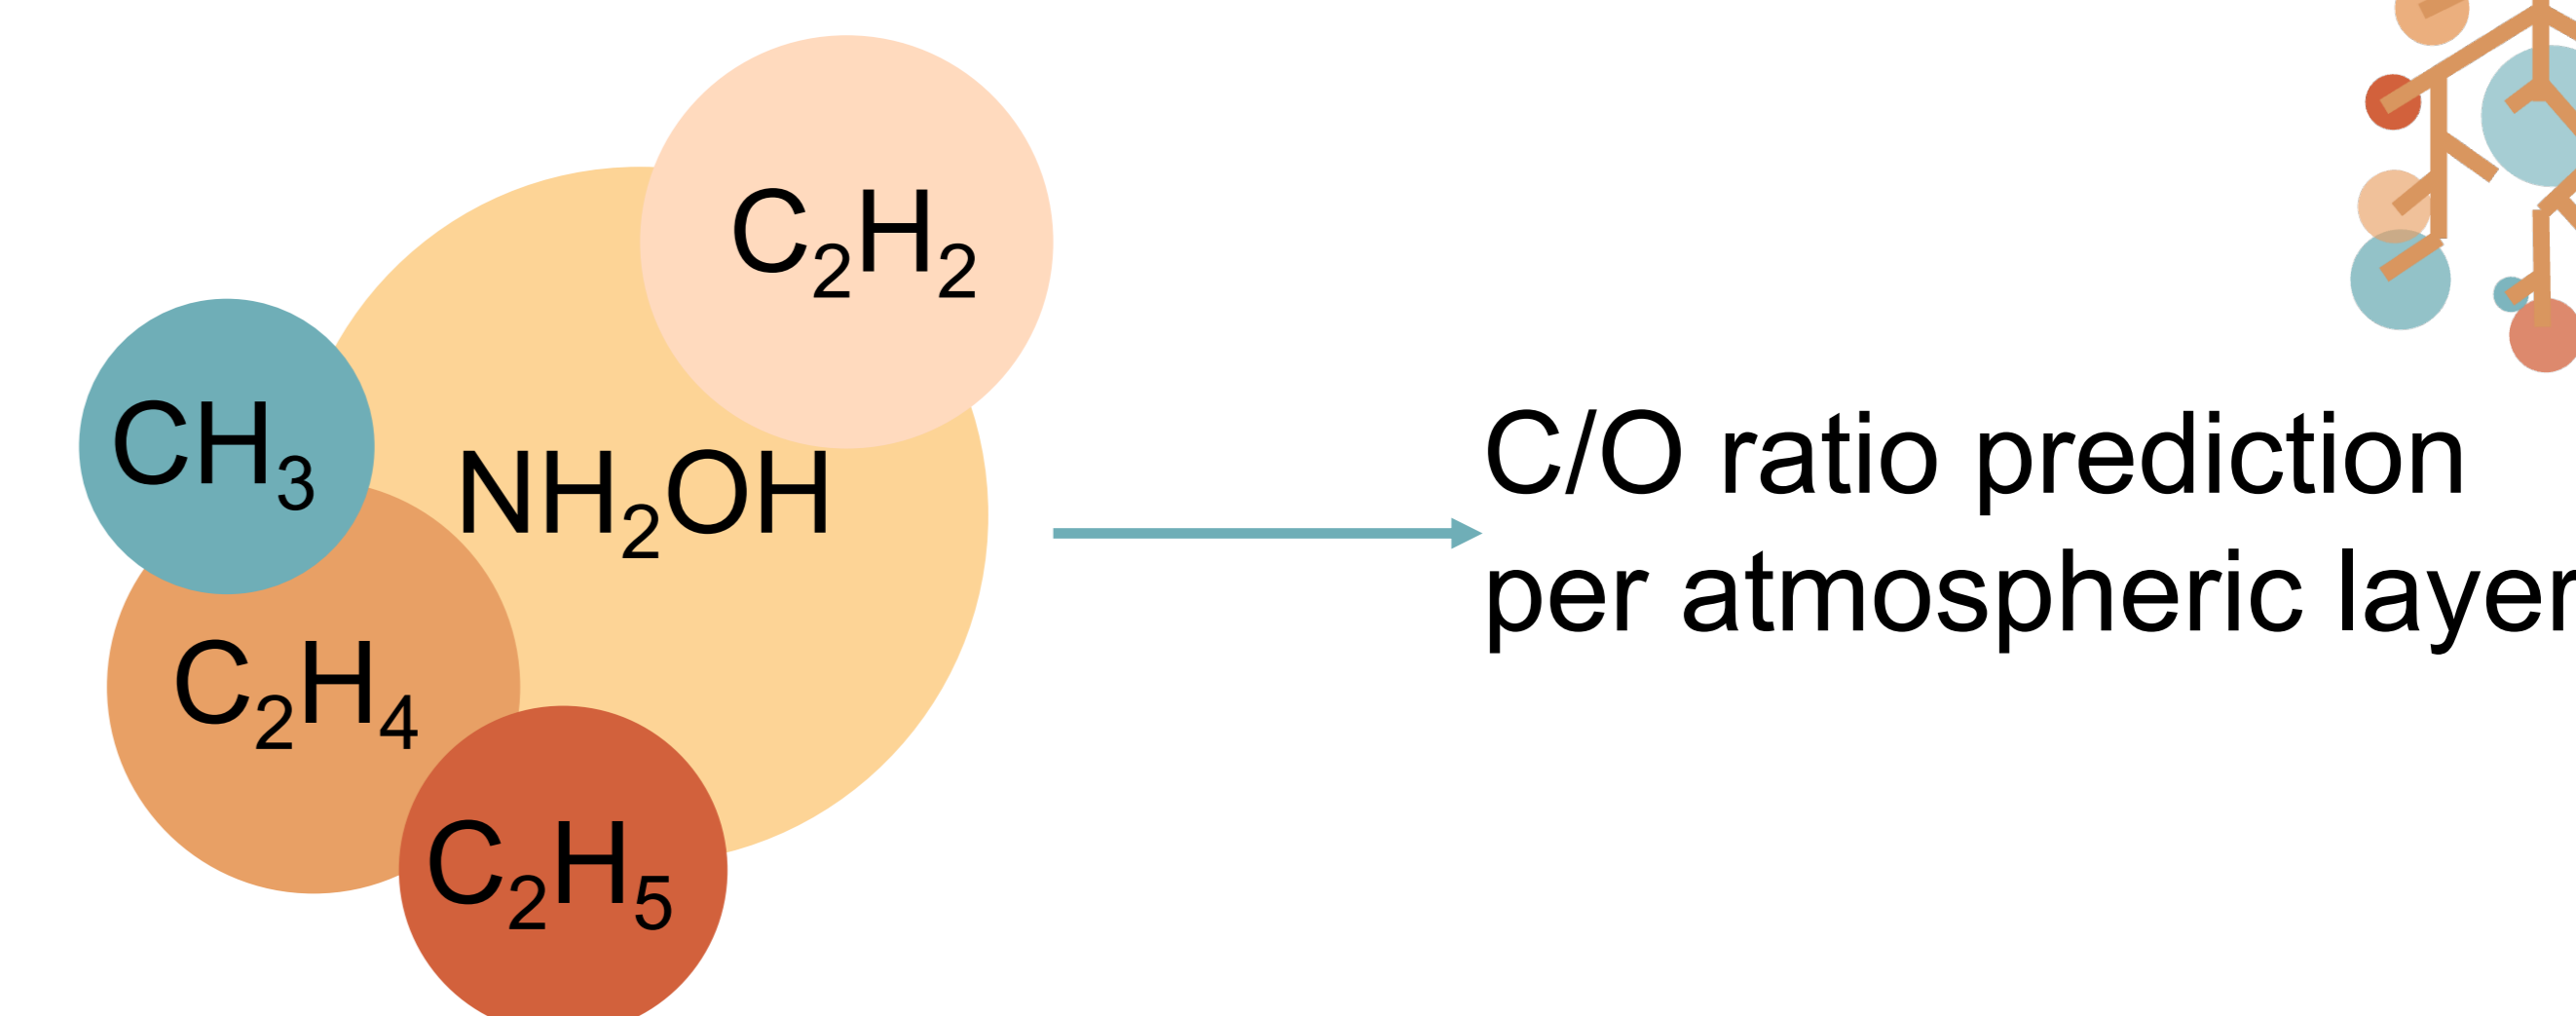 C₂H₂
CH₃
NH₂OH
C₂H₄
C₂H₅
C/O ratio prediction
per atmospheric layer